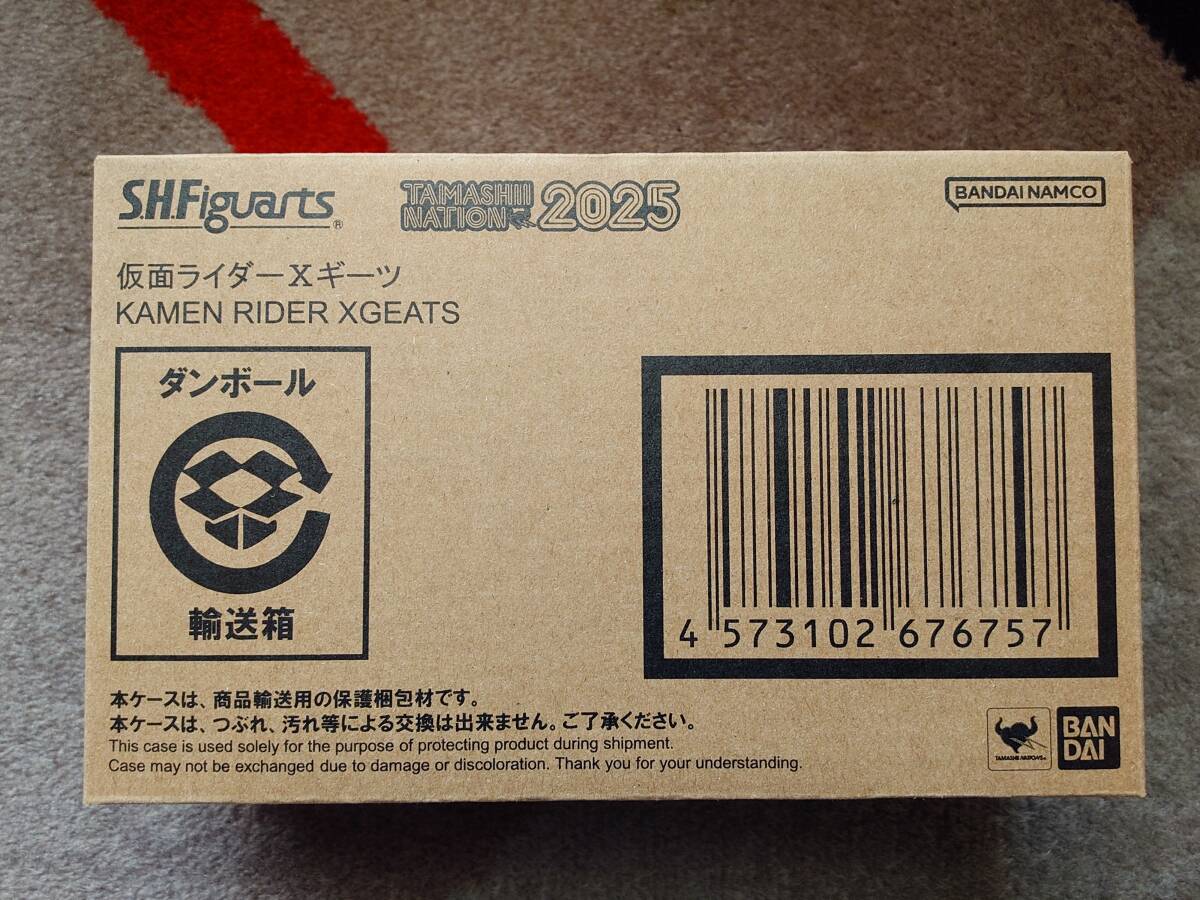 S.H.Figuarts®
TAMASHII NATION 2025
BANDAI NAMCO
仮面ライダーXギーツ
KAMEN RIDER XGEATS
ダンボール
輸送箱
4 573102 676757
本ケースは、商品輸送用の保護梱包材です。
本ケースは、つぶれ、汚れ等による交換は出来ません。ご了承ください。
This case is used solely for the purpose of protecting product during shipment.
Case may not be exchanged due to damage or discoloration. Thank you for your understanding.
TAMASHII NATIONS
BAN
DAI